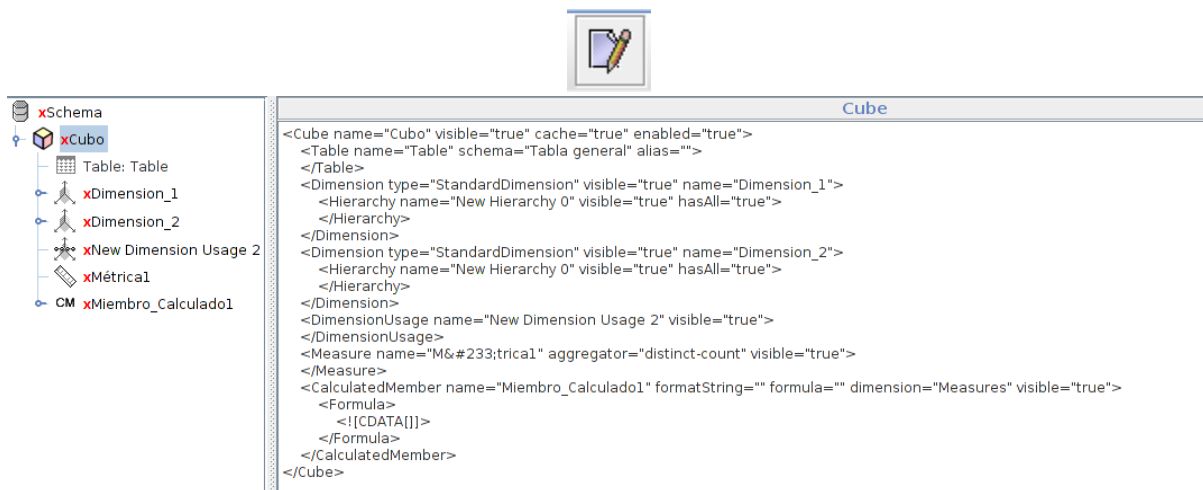 xSchema
xCubo
Table: Table
xDimension_1
xDimension_2
xNew Dimension Usage 2
xMétrica1
CM xMiembro_Calculado1
Cube
<Cube name="Cubo" visible="true" cache="true" enabled="true">
<Table name="Table" schema="Tabla general" alias="">
</Table>
<Dimension type="StandardDimension" visible="true" name="Dimension_1">
<Hierarchy name="New Hierarchy 0" visible="true" hasAll="true">
</Hierarchy>
</Dimension>
<Dimension type="StandardDimension" visible="true" name="Dimension_2">
<Hierarchy name="New Hierarchy 0" visible="true" hasAll="true">
</Hierarchy>
</Dimension>
<DimensionUsage name="New Dimension Usage 2" visible="true">
</DimensionUsage>
<Measure name="M&#233;trica1" aggregator="distinct-count" visible="true">
</Measure>
<CalculatedMember name="Miembro_Calculado1" formatString="" formula="" dimension="Measures" visible="true">
<Formula>
<![CDATA[]]>
</Formula>
</CalculatedMember>
</Cube>